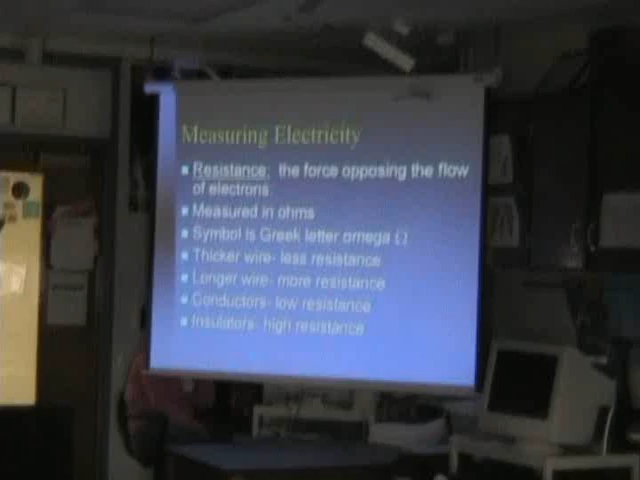 Measuring Electricity
Resistance: the force opposing the flow
of electrons
Measured in ohms
Symbol is Greek letter omega Ω
Thicker wire- less resistance
Longer wire- more resistance
Conductors- low resistance
Insulators- high resistance